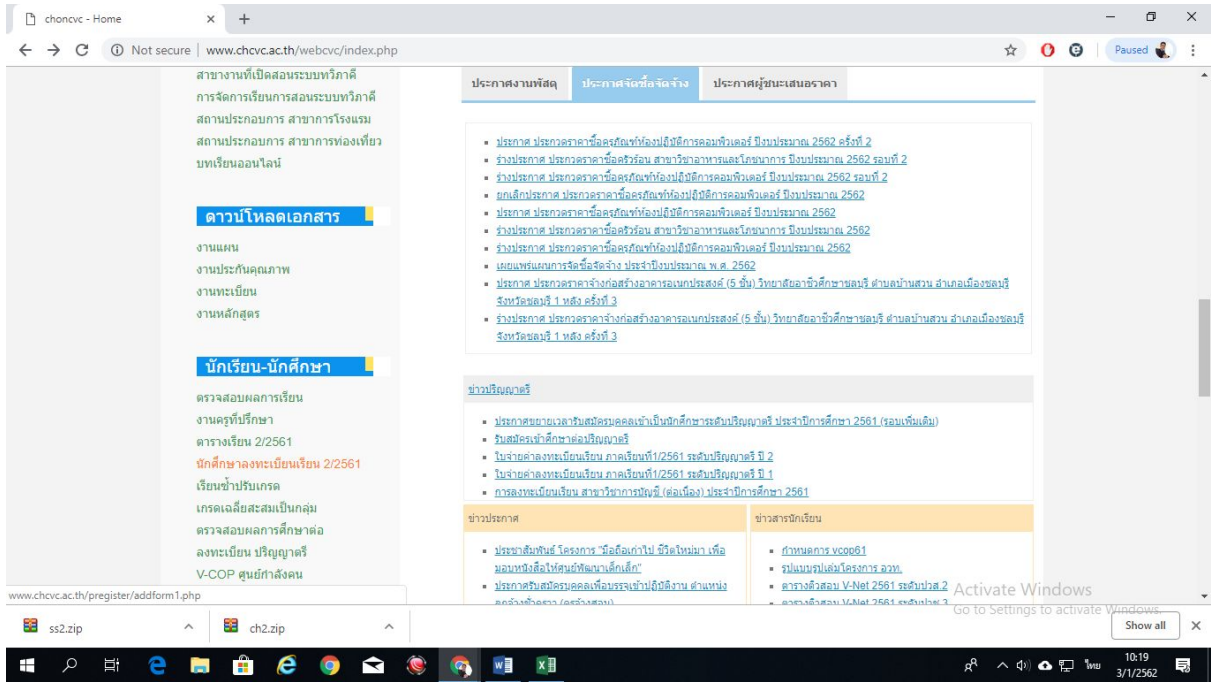 choncvc - Home
Not secure | www.chcvc.ac.th/webcvc/index.php
Paused
สาขางานที่เปิดสอนระบบทวิภาคี
การจัดการเรียนการสอนระบบทวิภาคี
สถานประกอบการ สาขาการโรงแรม
สถานประกอบการ สาขาการท่องเที่ยว
บทเรียนออนไลน์
ดาวน์โหลดเอกสาร
งานแผน
งานประกันคุณภาพ
งานทะเบียน
งานหลักสูตร
นักเรียน-นักศึกษา
ตรวจสอบผลการเรียน
งานครูที่ปรึกษา
ตารางเรียน 2/2561
นักศึกษาลงทะเบียนเรียน 2/2561
เรียนซ้ำปรับเกรด
เกรดเฉลี่ยสะสมเป็นกลุ่ม
ตรวจสอบผลการศึกษาต่อ
ลงทะเบียน ปริญญาตรี
V-COP ศูนย์กำลังคน
ประกาศงานพัสดุ ประกาศจัดซื้อจัดจ้าง ประกาศผู้ชนะเสนอราคา
ประกาศ ประกวดราคาซื้อครุภัณฑ์ห้องปฏิบัติการคอมพิวเตอร์ ปีงบประมาณ 2562 ครั้งที่ 2
ร่างประกาศ ประกวดราคาซื้อครัวร้อน สาขาวิชาอาหารและโภชนาการ ปีงบประมาณ 2562 รอบที่ 2
ร่างประกาศ ประกวดราคาซื้อครุภัณฑ์ห้องปฏิบัติการคอมพิวเตอร์ ปีงบประมาณ 2562 รอบที่ 2
ยกเลิกประกาศ ประกวดราคาซื้อครุภัณฑ์ห้องปฏิบัติการคอมพิวเตอร์ ปีงบประมาณ 2562
ประกาศ ประกวดราคาซื้อครุภัณฑ์ห้องปฏิบัติการคอมพิวเตอร์ ปีงบประมาณ 2562
ร่างประกาศ ประกวดราคาซื้อครัวร้อน สาขาวิชาอาหารและโภชนาการ ปีงบประมาณ 2562
ร่างประกาศ ประกวดราคาซื้อครุภัณฑ์ห้องปฏิบัติการคอมพิวเตอร์ ปีงบประมาณ 2562
เผยแพร่แผนการจัดซื้อจัดจ้าง ประจำปีงบประมาณ พ.ศ. 2562
ประกาศ ประกวดราคาจ้างก่อสร้างอาคารอเนกประสงค์ (5 ชั้น) วิทยาลัยอาชีวศึกษาชลบุรี ตำบลบ้านสวน อำเภอเมืองชลบุรี
จังหวัดชลบุรี 1 หลัง ครั้งที่ 3
ร่างประกาศ ประกวดราคาจ้างก่อสร้างอาคารอเนกประสงค์ (5 ชั้น) วิทยาลัยอาชีวศึกษาชลบุรี ตำบลบ้านสวน อำเภอเมืองชลบุรี
จังหวัดชลบุรี 1 หลัง ครั้งที่ 3
ข่าวปริญญาตรี
ประกาศขยายเวลารับสมัครบุคคลเข้าเป็นนักศึกษาระดับปริญญาตรี ประจำปีการศึกษา 2561 (รอบเพิ่มเติม)
รับสมัครเข้าศึกษาต่อปริญญาตรี
ใบจ่ายค่าลงทะเบียนเรียน ภาคเรียนที่1/2561 ระดับปริญญาตรี ปี 2
ใบจ่ายค่าลงทะเบียนเรียน ภาคเรียนที่1/2561 ระดับปริญญาตรี ปี 1
การลงทะเบียนเรียน สาขาวิชาการบัญชี (ต่อเนื่อง) ประจำปีการศึกษา 2561
ข่าวประกาศ
ประชาสัมพันธ์ โครงการ "มือถือเก่าไป ชีวิตใหม่มา เพื่อ
มอบหนังสือให้ศูนย์พัฒนาเด็กเล็ก"
ประกาศรับสมัครบุคคลเพื่อบรรจุเข้าปฏิบัติงาน ตำแหน่ง
ลูกจ้างชั่วคราว (ครูจ้างสอน)
ข่าวสารนักเรียน
กำหนดการ vcop61
รูปแบบรูปเล่มโครงการ อวท.
ตารางติวสอบ V-Net 2561 ระดับปวส.2
ตารางติวสอบ V-Net 2561 ระดับปวช.3
Activate Windows
Go to Settings to activate Windows.
www.chcvc.ac.th/pregister/addform1.php
ss2.zip
ch2.zip
Show all
ไทย
10:19
3/1/2562